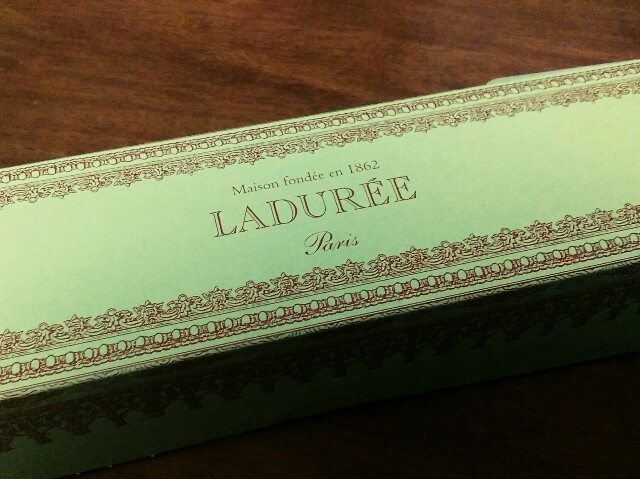 Maison fondée en 1862
LADURÉE
Paris